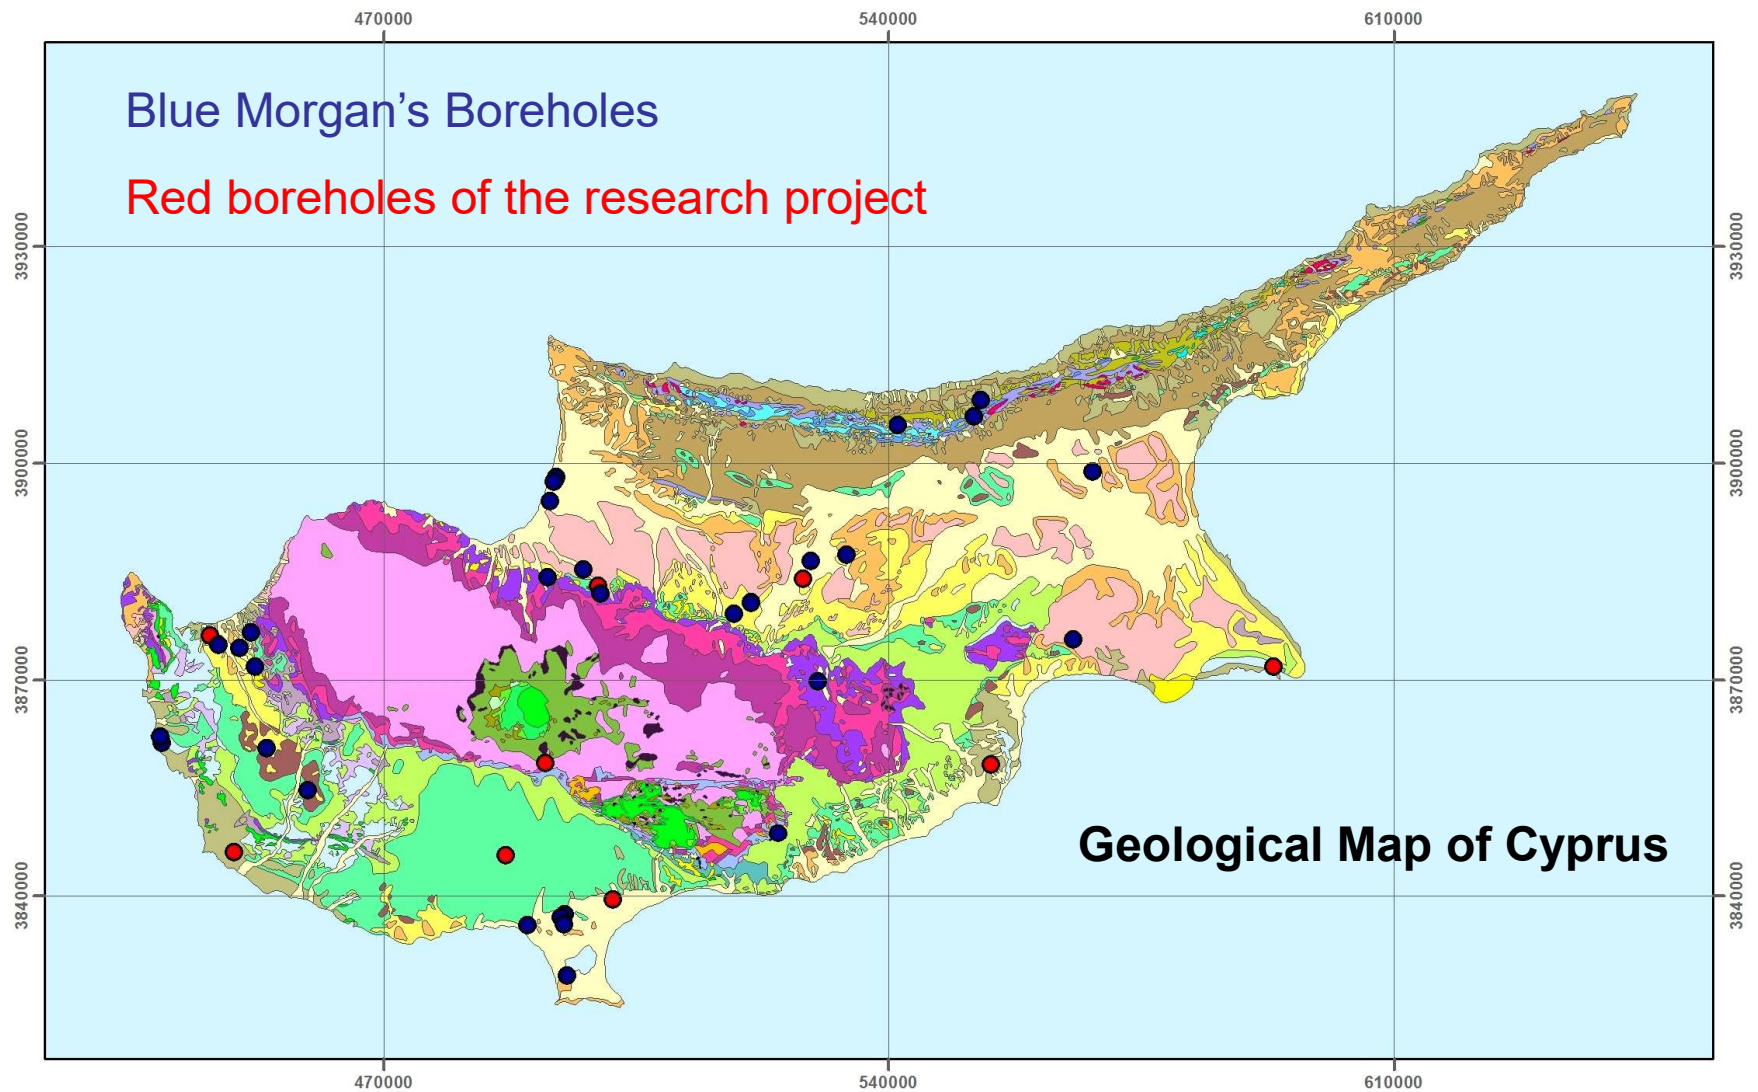 470000 540000 610000
Blue Morgan's Boreholes
Red boreholes of the research project
3930000 3930000
3900000 3900000
3870000 3870000
Geological Map of Cyprus
3840000 3840000
470000 540000 610000